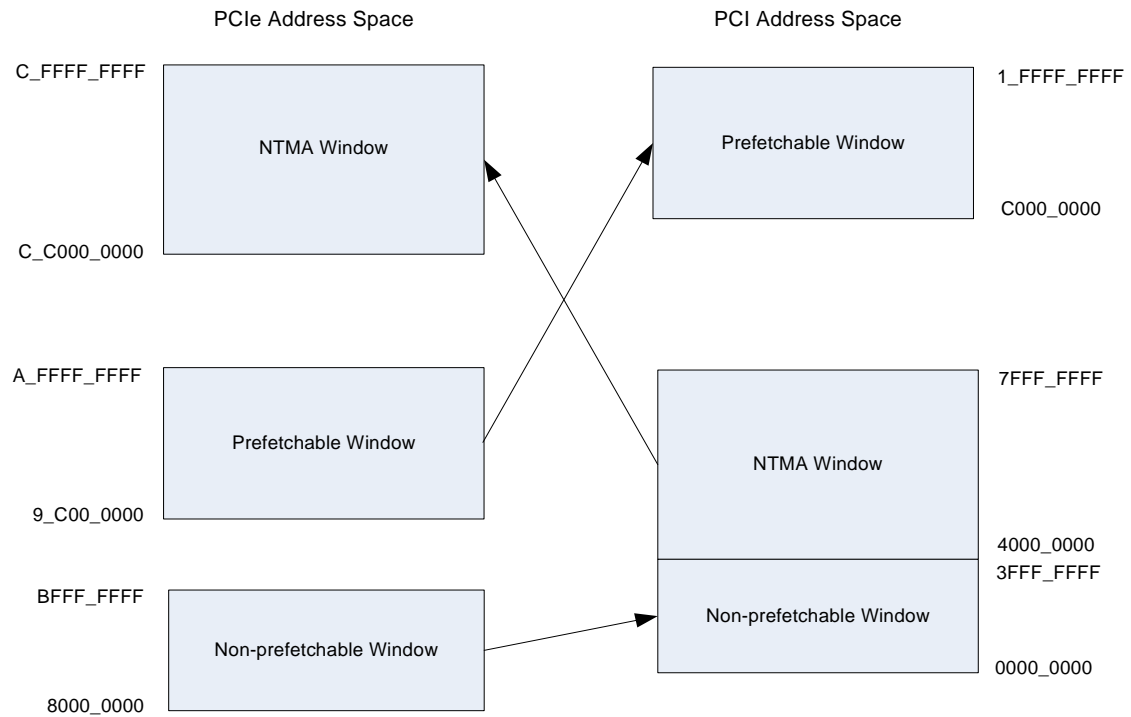 PCIe Address Space
PCI Address Space
C_FFFF_FFFF
NTMA Window
C_C000_0000
1_FFFF_FFFF
Prefetchable Window
C000_0000
A_FFFF_FFFF
Prefetchable Window
9_C00_0000
7FFF_FFFF
NTMA Window
4000_0000
BFFF_FFFF
Non-prefetchable Window
8000_0000
3FFF_FFFF
Non-prefetchable Window
0000_0000